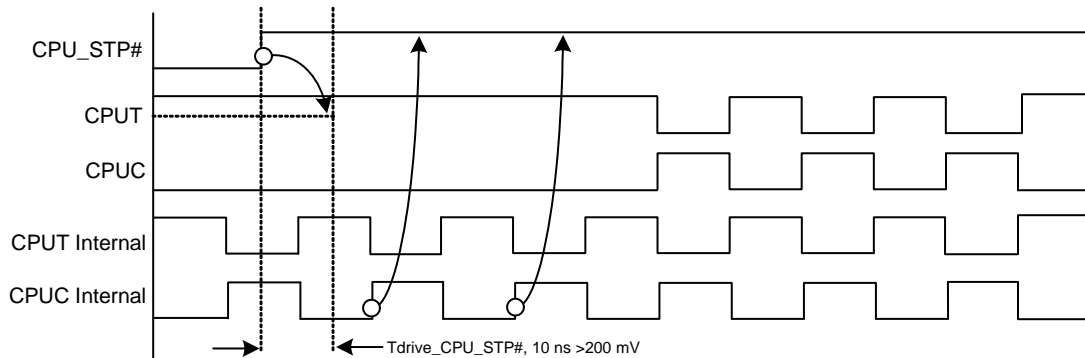 CPU_STP#
CPUT
CPUC
CPUT Internal
CPUC Internal
Tdrive_CPU_STP#, 10 ns >200 mV